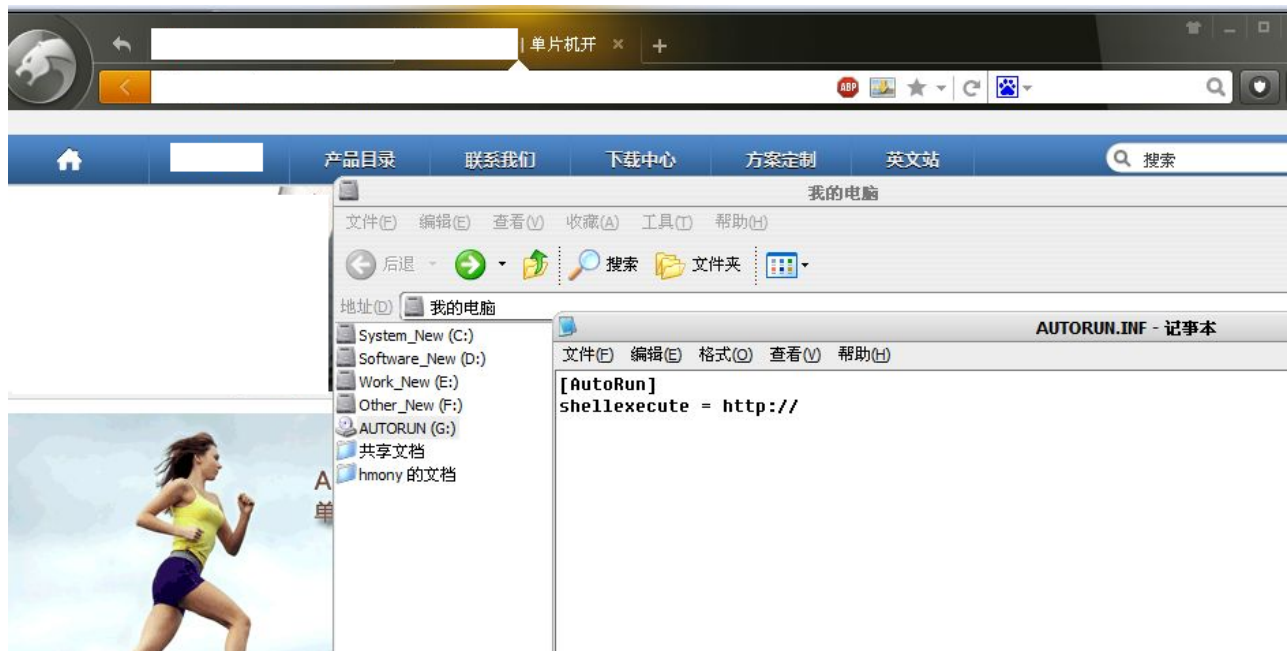 | 单片机开 × +
ABP
产品目录 联系我们 下载中心 方案定制 英文站 搜索
我的电脑
文件(F) 编辑(E) 查看(V) 收藏(A) 工具(T) 帮助(H)
后退 搜索 文件夹
地址(D) 我的电脑
System_New (C:)
Software_New (D:)
Work_New (E:)
Other_New (F:)
AUTORUN (G:)
共享文档
hmony 的文档
AUTORUN.INF - 记事本
文件(F) 编辑(E) 格式(O) 查看(V) 帮助(H)
[AutoRun]
shellexecute = http://
A
单